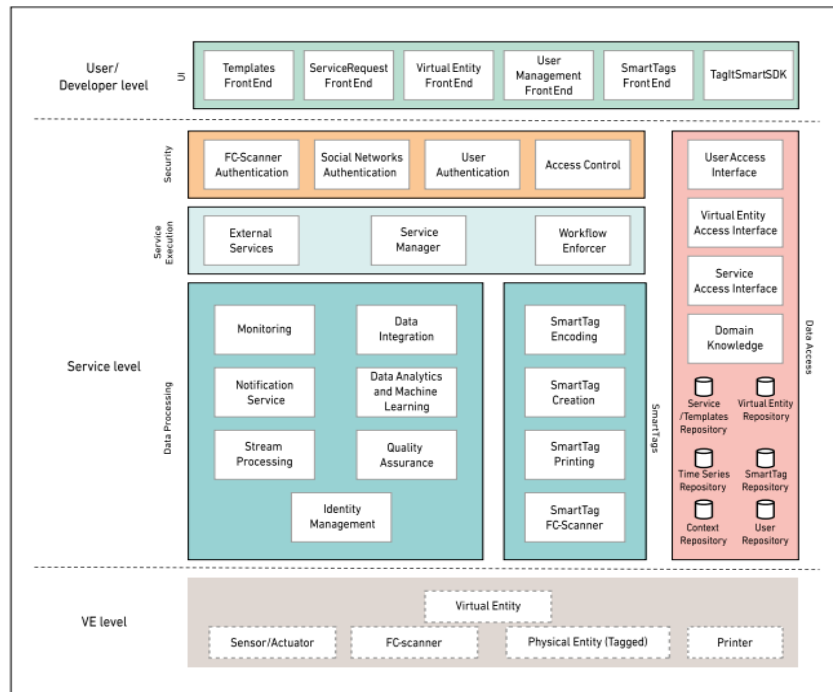 User/
Developer level
UI
Templates
FrontEnd
ServiceRequest
FrontEnd
Virtual Entity
FrontEnd
User
Management
FrontEnd
SmartTags
FrontEnd
TagItSmartSDK
Service level
Security
FC-Scanner
Authentication
Social Networks
Authentication
User
Authentication
Access Control
Service
Execution
External
Services
Service
Manager
Workflow
Enforcer
Data Processing
Monitoring
Data
Integration
Notification
Service
Data Analytics
and Machine
Learning
Stream
Processing
Quality
Assurance
Identity
Management
SmartTag
Encoding
SmartTag
Creation
SmartTag
Printing
SmartTag
FC-Scanner
SmartTags
User Access
Interface
Virtual Entity
Access Interface
Service
Access Interface
Domain
Knowledge
Service
/Templates
Repository
Virtual Entity
Repository
Time Series
Repository
SmartTag
Repository
Context
Repository
User
Repository
Data Access
VE level
Virtual Entity
Sensor/Actuator
FC-scanner
Physical Entity (Tagged)
Printer